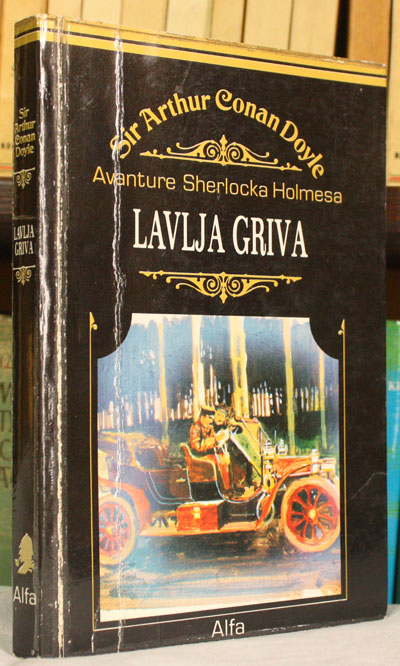 Sir Arthur Conan Doyle
Avanture Sherlocka Holmesa
LAVLJA GRIVA
Alfa
Sir
Arthur
Conan
Doyle
LAVLJA
GRIVA
Alfa